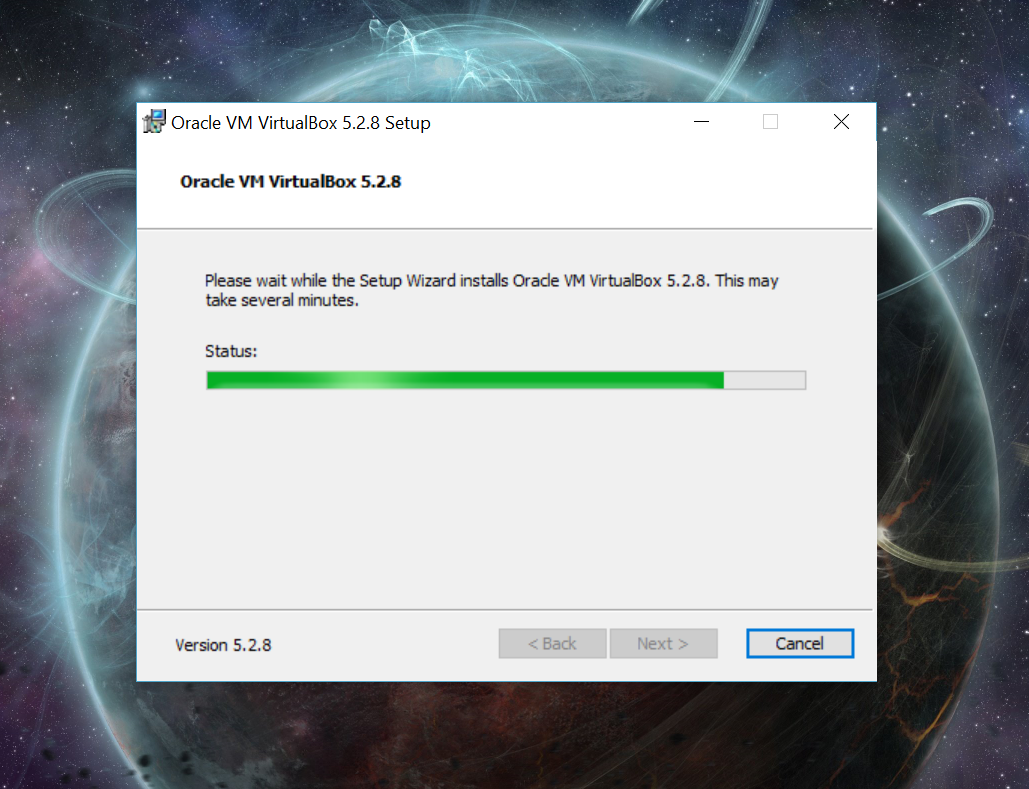 Oracle VM VirtualBox 5.2.8 Setup
Oracle VM VirtualBox 5.2.8
Please wait while the Setup Wizard installs Oracle VM VirtualBox 5.2.8. This may
take several minutes.
Status:
Version 5.2.8 < Back Next > Cancel